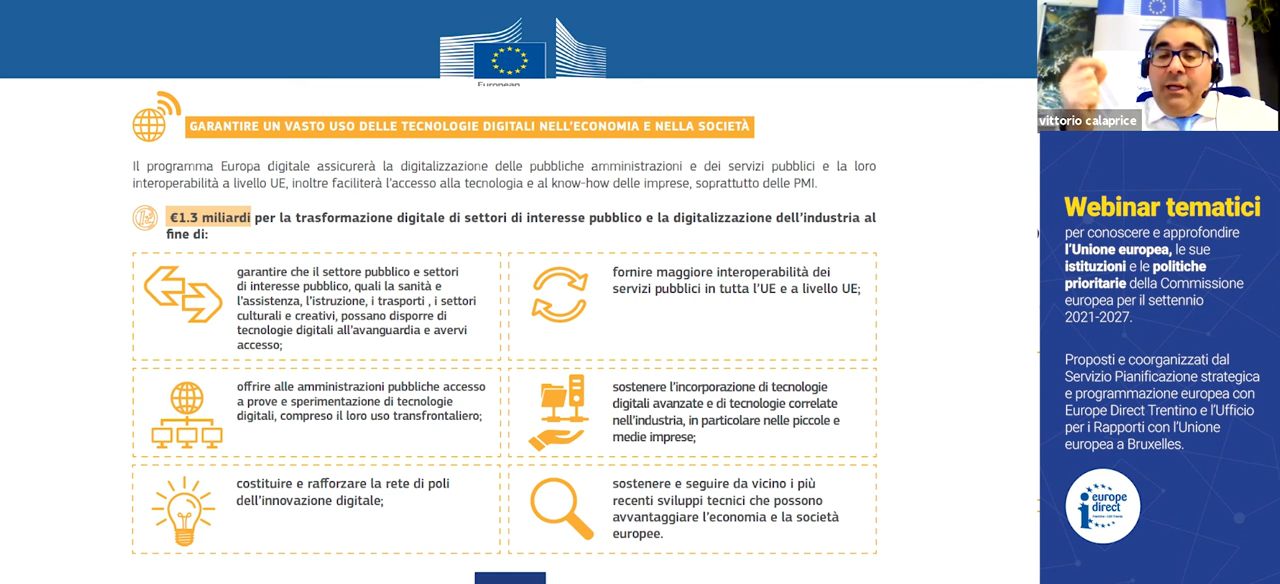 European
GARANTIRE UN VASTO USO DELLE TECNOLOGIE DIGITALI NELL'ECONOMIA E NELLA SOCIETÀ
Il programma Europa digitale assicurerà la digitalizzazione delle pubbliche amministrazioni e dei servizi pubblici e la loro
interoperabilità a livello UE, inoltre faciliterà l'accesso alla tecnologia e al know-how delle imprese, soprattutto delle PMI.
€1.3 miliardi per la trasformazione digitale di settori di interesse pubblico e la digitalizzazione dell'industria al
fine di:
garantire che il settore pubblico e settori
di interesse pubblico, quali la sanità e
l'assistenza, l'istruzione, i trasporti , i settori
culturali e creativi, possano disporre di
tecnologie digitali all'avanguardia e avervi
accesso;
fornire maggiore interoperabilità dei
servizi pubblici in tutta l'UE e a livello UE;
offrire alle amministrazioni pubbliche accesso
a prove e sperimentazione di tecnologie
digitali, compreso il loro uso transfrontaliero;
sostenere l'incorporazione di tecnologie
digitali avanzate e di tecnologie correlate
nell'industria, in particolare nelle piccole e
medie imprese;
costituire e rafforzare la rete di poli
dell'innovazione digitale;
sostenere e seguire da vicino i più
recenti sviluppi tecnici che possono
avvantaggiare l'economia e la società
europee.
vittorio calaprice
Webinar tematici
per conoscere e approfondire
l'Unione europea, le sue
istituzioni e le politiche
prioritarie della Commissione
europea per il settennio
2021-2027.
Proposti e coorganizzati dal
Servizio Pianificazione strategica
e programmazione europea con
Europe Direct Trentino e l'Ufficio
per i Rapporti con l'Unione
europea a Bruxelles.
europe
direct